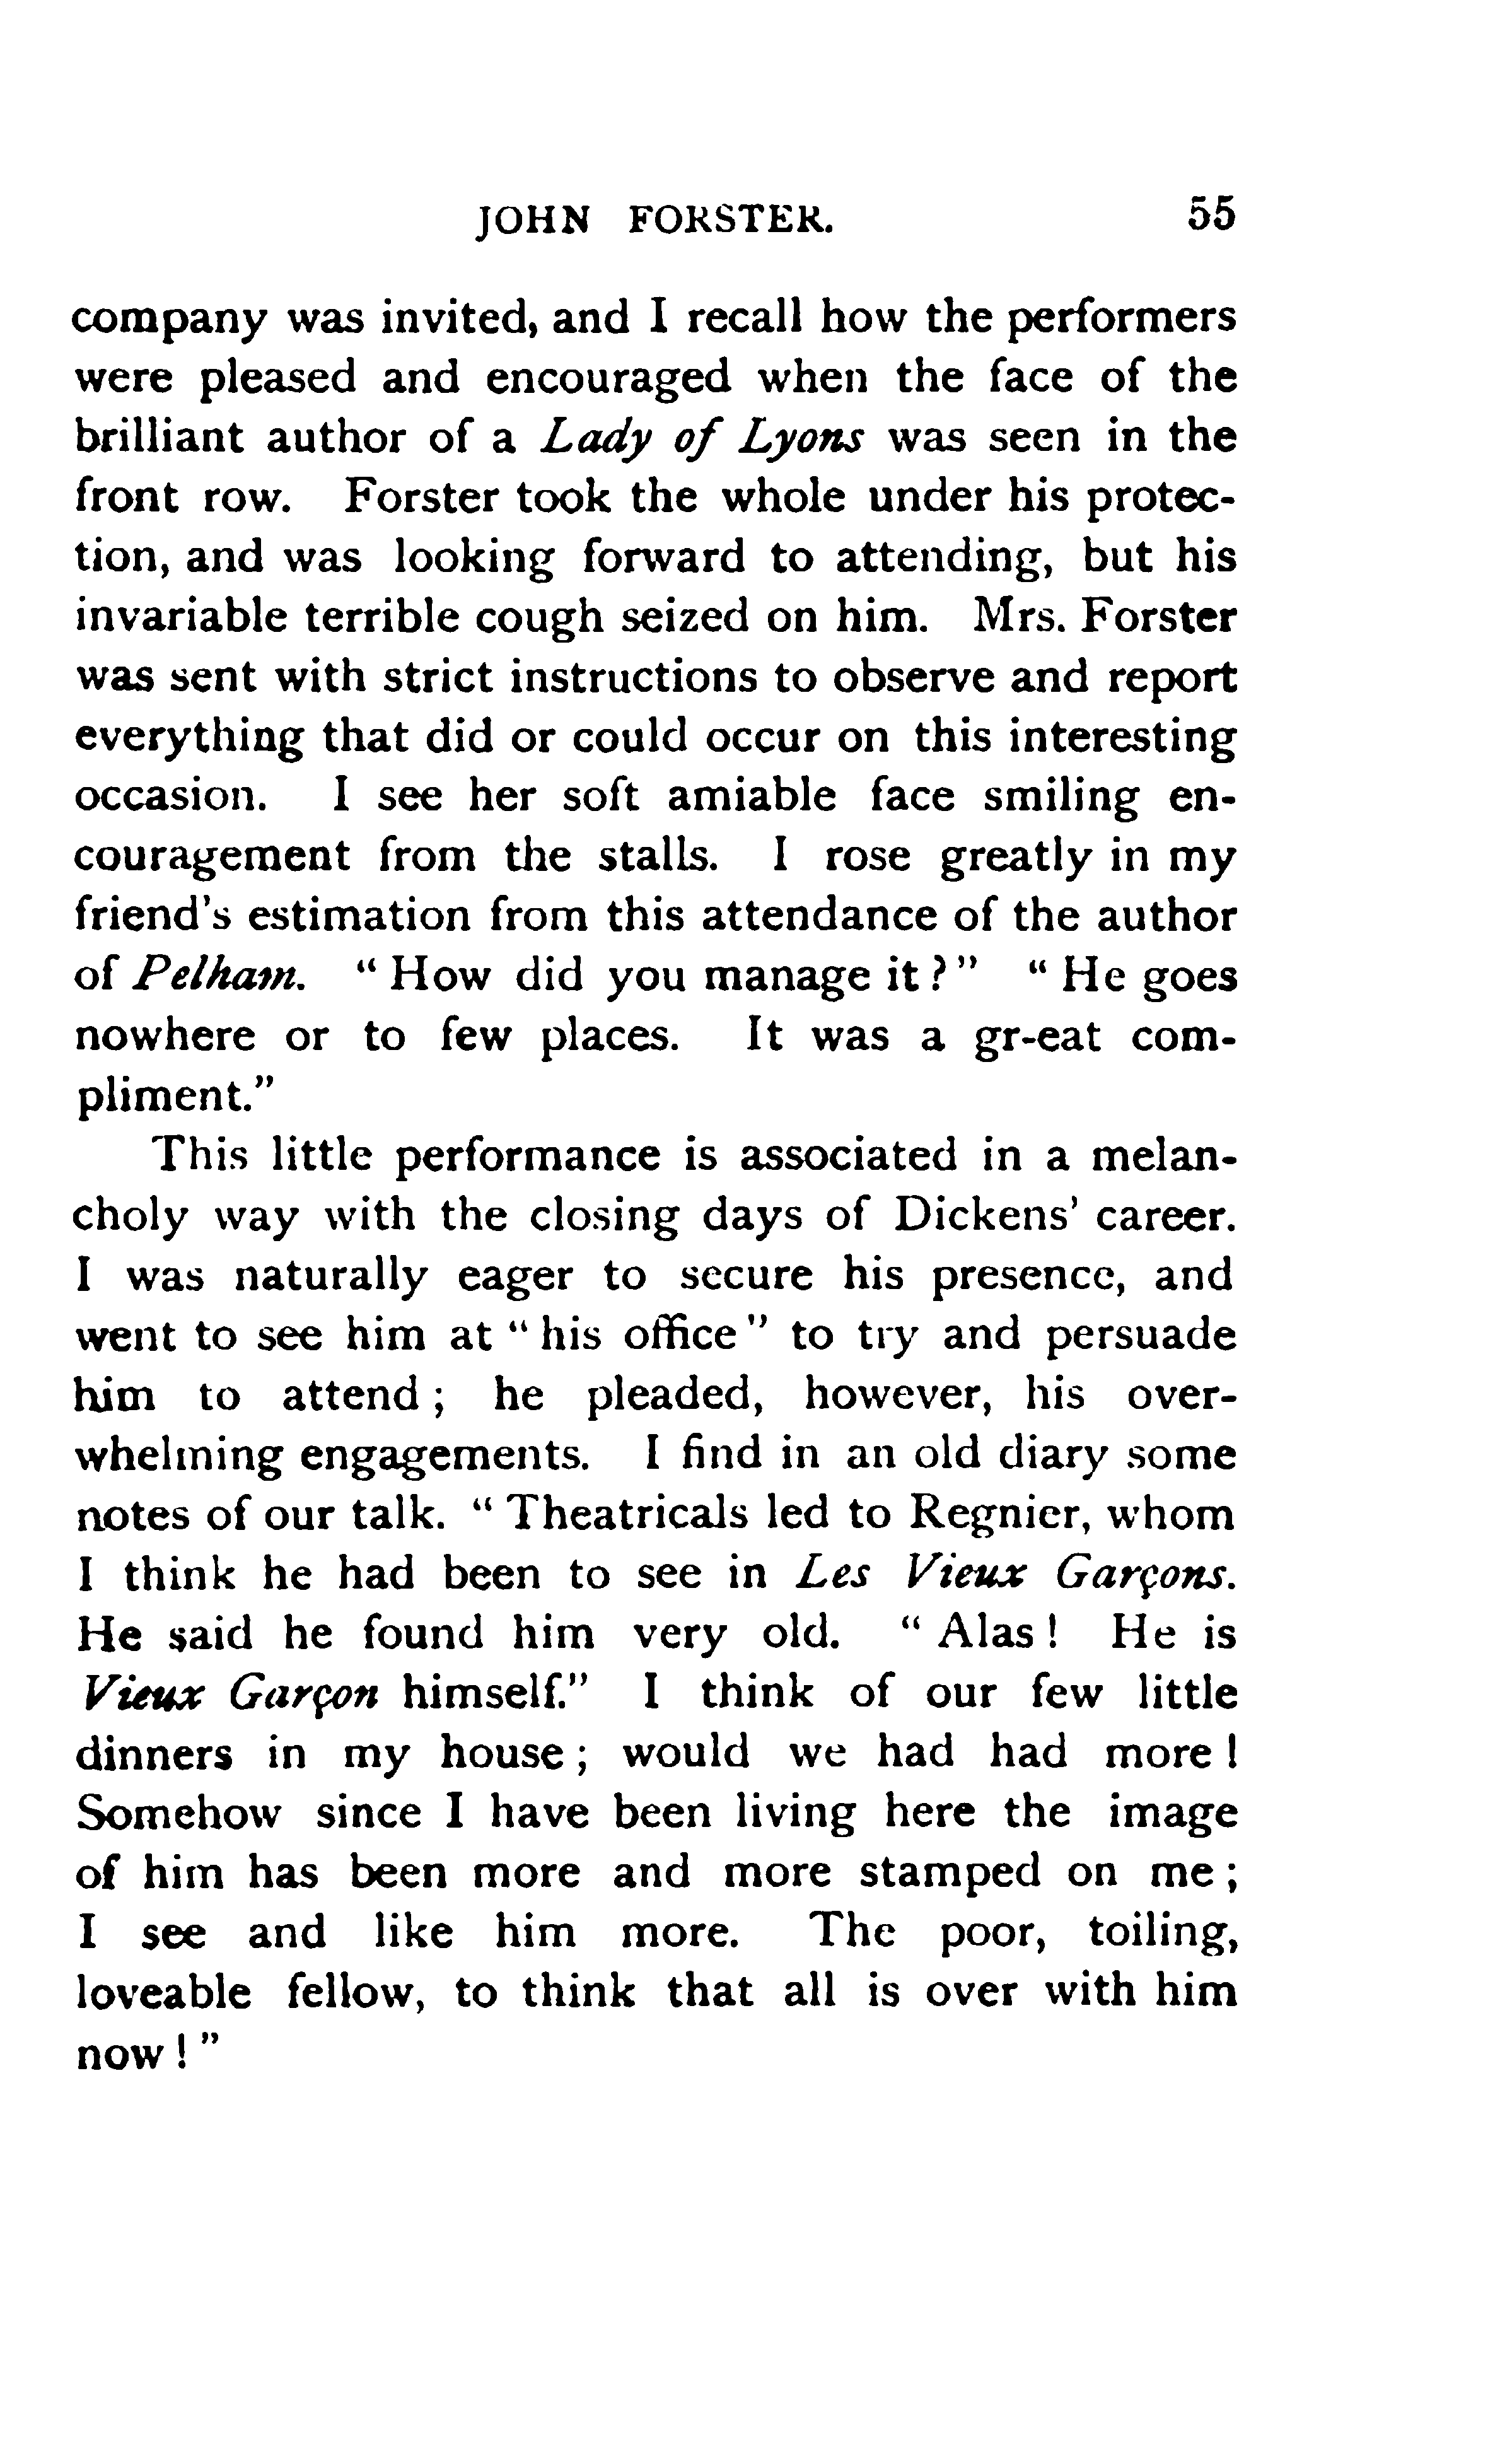 JOHN FORSTER. 55
company was invited, and I recall how the performers
were pleased and encouraged when the face of the
brilliant author of a Lady of Lyons was seen in the
front row. Forster took the whole under his protec-
tion, and was looking forward to attending, but his
invariable terrible cough seized on him. Mrs. Forster
was sent with strict instructions to observe and report
everything that did or could occur on this interesting
occasion. I see her soft amiable face smiling en-
couragement from the stalls. I rose greatly in my
friend's estimation from this attendance of the author
of Pelham. "How did you manage it?" "He goes
nowhere or to few places. It was a gr-eat com-
pliment."
This little performance is associated in a melan-
choly way with the closing days of Dickens' career.
I was naturally eager to secure his presence, and
went to see him at "his office" to try and persuade
him to attend; he pleaded, however, his over-
whelming engagements. I find in an old diary some
notes of our talk. "Theatricals led to Regnier, whom
I think he had been to see in Les Vieux Garçons.
He said he found him very old. "Alas! He is
Vieux Garçon himself." I think of our few little
dinners in my house; would we had had more!
Somehow since I have been living here the image
of him has been more and more stamped on me;
I see and like him more. The poor, toiling,
loveable fellow, to think that all is over with him
now!"